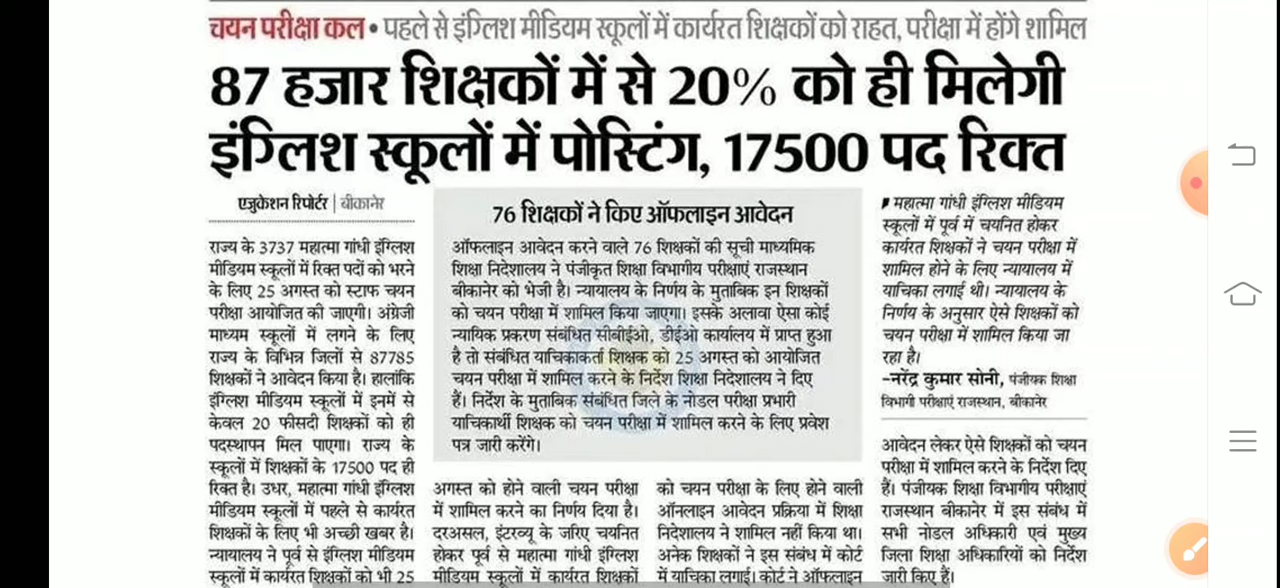 चयन परीक्षा कल • पहले से इंग्लिश मीडियम स्कूलों में कार्यरत शिक्षकों को राहत, परीक्षा में होंगे शामिल
87 हजार शिक्षकों में से 20% को ही मिलेगी
इंग्लिश स्कूलों में पोस्टिंग, 17500 पद रिक्त
एजुकेशन रिपोर्टर | बीकानेर
राज्य के 3737 महात्मा गांधी इंग्लिश
मीडियम स्कूलों में रिक्त पदों को भरने
के लिए 25 अगस्त को स्टाफ चयन
परीक्षा आयोजित की जाएगी। अंग्रेजी
माध्यम स्कूलों में लगने के लिए
राज्य के विभिन्न जिलों से 87785
शिक्षकों ने आवेदन किया है। हालांकि
इंग्लिश मीडियम स्कूलों में इनमें से
केवल 20 फीसदी शिक्षकों को ही
पदस्थापन मिल पाएगा। राज्य के
स्कूलों में शिक्षकों के 17500 पद ही
रिक्त है। उधर, महात्मा गांधी इंग्लिश
मीडियम स्कूलों में पहले से कार्यरत
शिक्षकों के लिए भी अच्छी खबर है।
न्यायालय ने पूर्व से इंग्लिश मीडियम
स्कूलों में कार्यरत शिक्षकों को भी 25
76 शिक्षकों ने किए ऑफलाइन आवेदन
ऑफलाइन आवेदन करने वाले 76 शिक्षकों की सूची माध्यमिक
शिक्षा निदेशालय ने पंजीकृत शिक्षा विभागीय परीक्षाएं राजस्थान
बीकानेर को भेजी है। न्यायालय के निर्णय के मुताबिक इन शिक्षकों
को चयन परीक्षा में शामिल किया जाएगा। इसके अलावा ऐसा कोई
न्यायिक प्रकरण संबंधित सीबीईओ, डीईओ कार्यालय में प्राप्त हुआ
है तो संबंधित याचिकाकर्ता शिक्षक को 25 अगस्त को आयोजित
चयन परीक्षा में शामिल करने के निर्देश शिक्षा निदेशालय ने दिए
हैं। निर्देश के मुताबिक संबंधित जिले के नोडल परीक्षा प्रभारी
याचिकार्थी शिक्षक को चयन परीक्षा में शामिल करने के लिए प्रवेश
पत्र जारी करेंगे।
अगस्त को होने वाली चयन परीक्षा
में शामिल करने का निर्णय दिया है।
दरअसल, इंटरव्यू के जरिए चयनित
होकर पूर्व से महात्मा गांधी इंग्लिश
मीडियम स्कूलों में कार्यरत शिक्षकों
को चयन परीक्षा के लिए होने वाली
ऑनलाइन आवेदन प्रक्रिया में शिक्षा
निदेशालय ने शामिल नहीं किया था।
अनेक शिक्षकों ने इस संबंध में कोर्ट
में याचिका लगाई। कोर्ट ने ऑफलाइन
महात्मा गांधी इंग्लिश मीडियम
स्कूलों में पूर्व में चयनित होकर
कार्यरत शिक्षकों ने चयन परीक्षा में
शामिल होने के लिए न्यायालय में
याचिका लगाई थी। न्यायालय के
निर्णय के अनुसार ऐसे शिक्षकों को
चयन परीक्षा में शामिल किया जा
रहा है।
-नरेंद्र कुमार सोनी, पंजीयक शिक्षा
विभागी परीक्षाएं राजस्थान, बीकानेर
आवेदन लेकर ऐसे शिक्षकों को चयन
परीक्षा में शामिल करने के निर्देश दिए
हैं। पंजीयक शिक्षा विभागीय परीक्षाएं
राजस्थान बीकानेर में इस संबंध में
सभी नोडल अधिकारी एवं मुख्य
जिला शिक्षा अधिकारियों को निर्देश
जारी किए हैं।